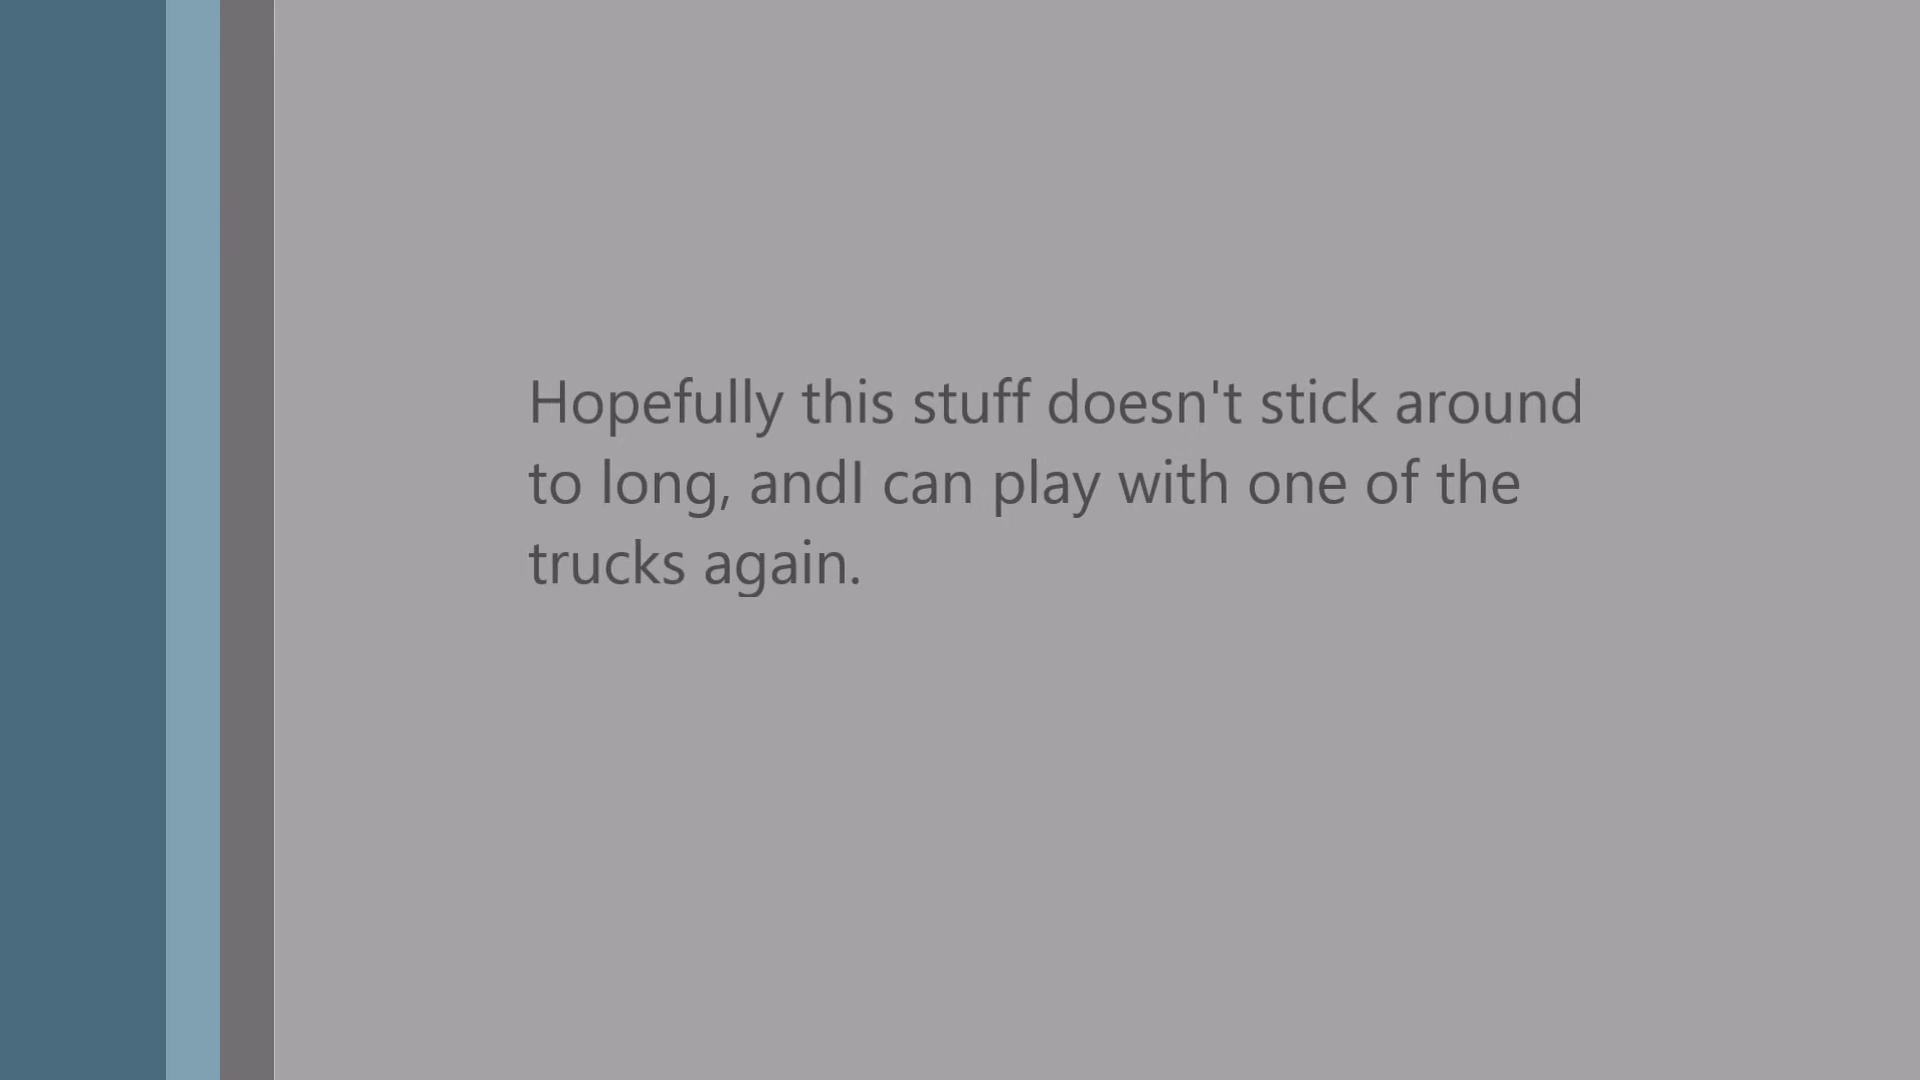 Hopefully this stuff doesn't stick around
to long, andI can play with one of the
trucks again.